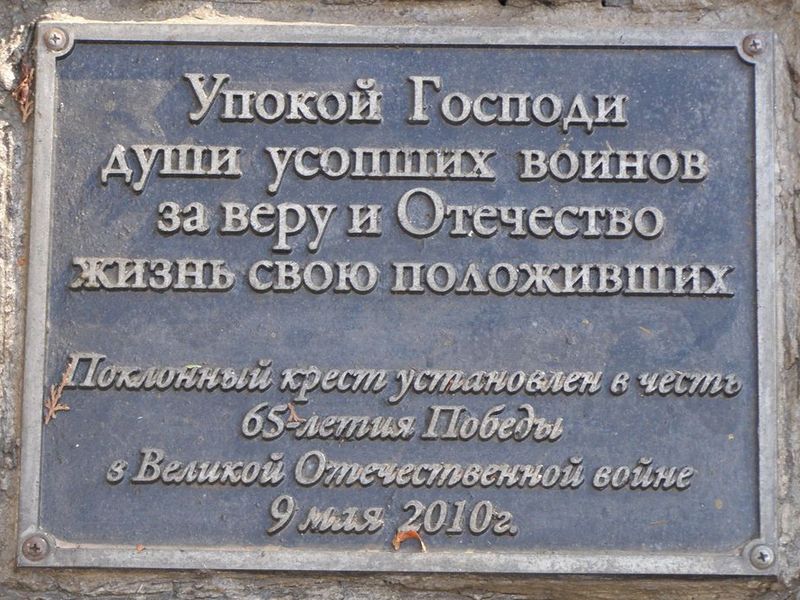 Упокой Господи
души усопших воинов
за веру и Отечество
жизнь свою положивших
Поклонный крест установлен в честь
65-летия Победы
в Великой Отечественной войне
9 мая 2010г.